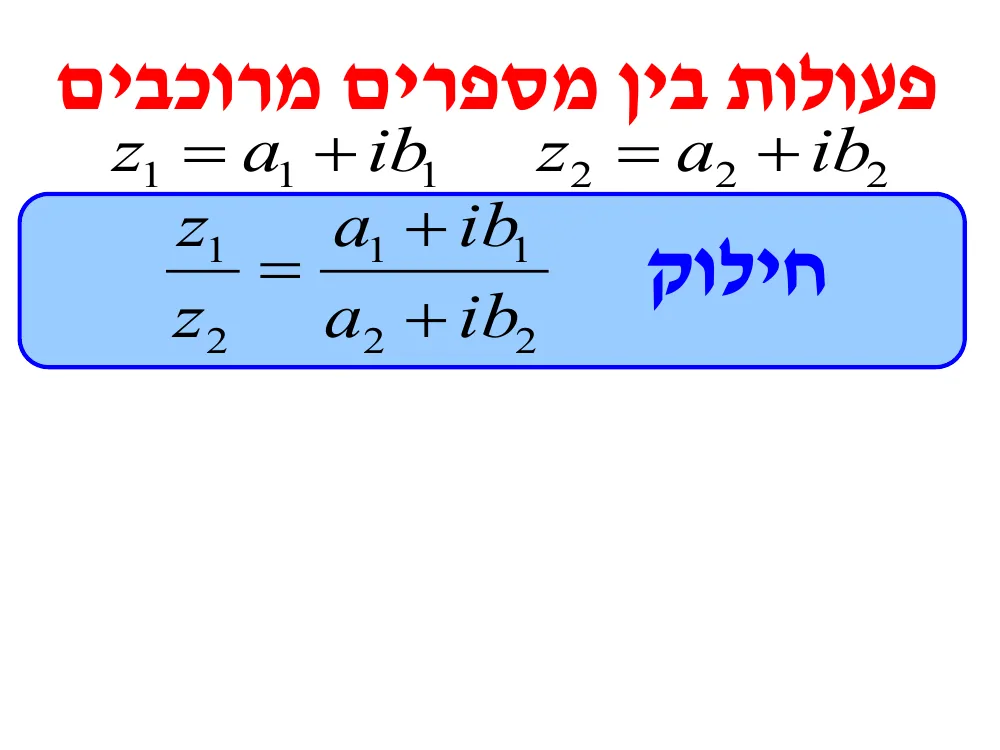 פעולות בין מספרים מרוכבים
z₁ = a₁ + ib₁ z₂ = a₂ + ib₂
z₁/z₂ = (a₁ + ib₁)/(a₂ + ib₂) חילוק